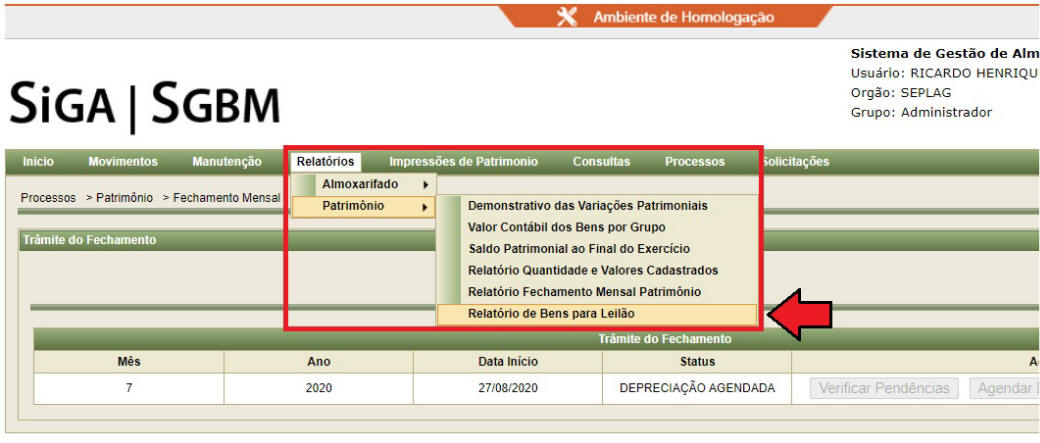 Ambiente de Homologação
Sistema de Gestão de Alm
Usuário: RICARDO HENRIQU
Orgão: SEPLAG
Grupo: Administrador
SIGA | SGBM
Inicio Movimentos Manutenção Relatórios Impressões de Patrimonio Consultas Processos Solicitações
Almoxarifado
Processos > Patrimônio > Fechamento Mensal
Patrimônio
Demonstrativo das Variações Patrimoniais
Valor Contábil dos Bens por Grupo
Trâmite do Fechamento
Saldo Patrimonial ao Final do Exercício
Relatório Quantidade e Valores Cadastrados
Relatório Fechamento Mensal Patrimônio
Relatório de Bens para Leilão
Trâmite do Fechamento
Mês Ano Data Início Status A
7 2020 27/08/2020 DEPRECIAÇÃO AGENDADA Verificar Pendências Agendar